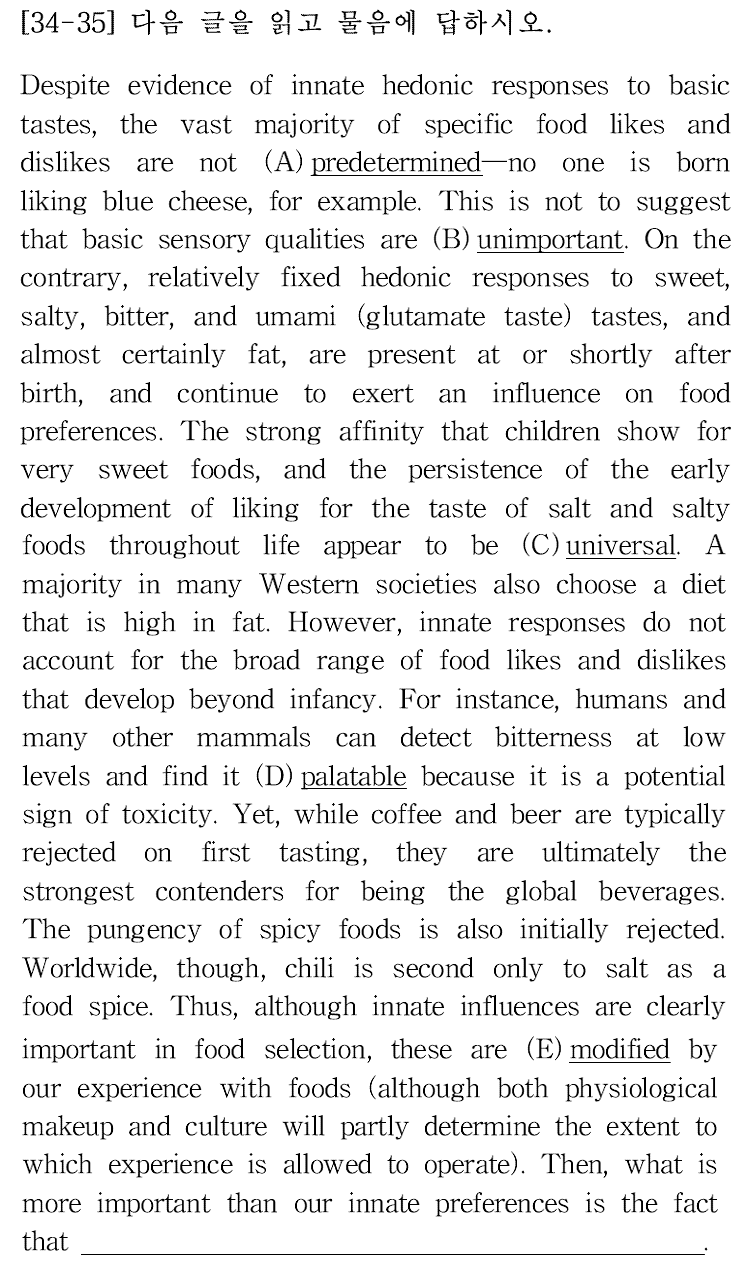 [34-35] 다음 글을 읽고 물음에 답하시오.
Despite evidence of innate hedonic responses to basic
tastes, the vast majority of specific food likes and
dislikes are not (A) predetermined—no one is born
liking blue cheese, for example. This is not to suggest
that basic sensory qualities are (B) unimportant. On the
contrary, relatively fixed hedonic responses to sweet,
salty, bitter, and umami (glutamate taste) tastes, and
almost certainly fat, are present at or shortly after
birth, and continue to exert an influence on food
preferences. The strong affinity that children show for
very sweet foods, and the persistence of the early
development of liking for the taste of salt and salty
foods throughout life appear to be (C) universal. A
majority in many Western societies also choose a diet
that is high in fat. However, innate responses do not
account for the broad range of food likes and dislikes
that develop beyond infancy. For instance, humans and
many other mammals can detect bitterness at low
levels and find it (D) palatable because it is a potential
sign of toxicity. Yet, while coffee and beer are typically
rejected on first tasting, they are ultimately the
strongest contenders for being the global beverages.
The pungency of spicy foods is also initially rejected.
Worldwide, though, chili is second only to salt as a
food spice. Thus, although innate influences are clearly
important in food selection, these are (E) modified by
our experience with foods (although both physiological
makeup and culture will partly determine the extent to
which experience is allowed to operate). Then, what is
more important than our innate preferences is the fact
that ______________________.